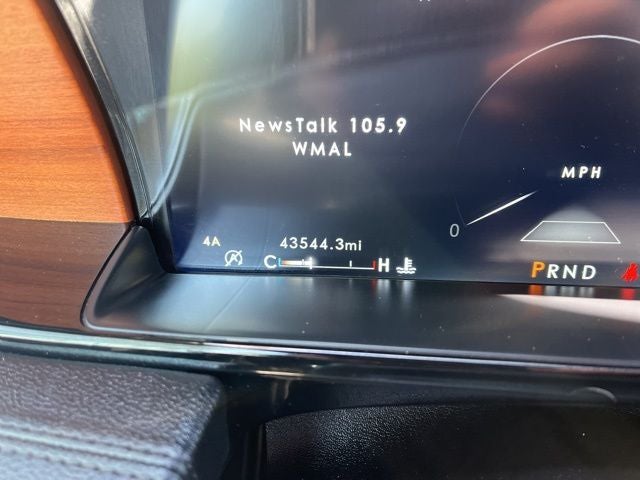 NewsTalk 105.9
WMAL
MPH
0
4A
43544.3mi
C H
PRND